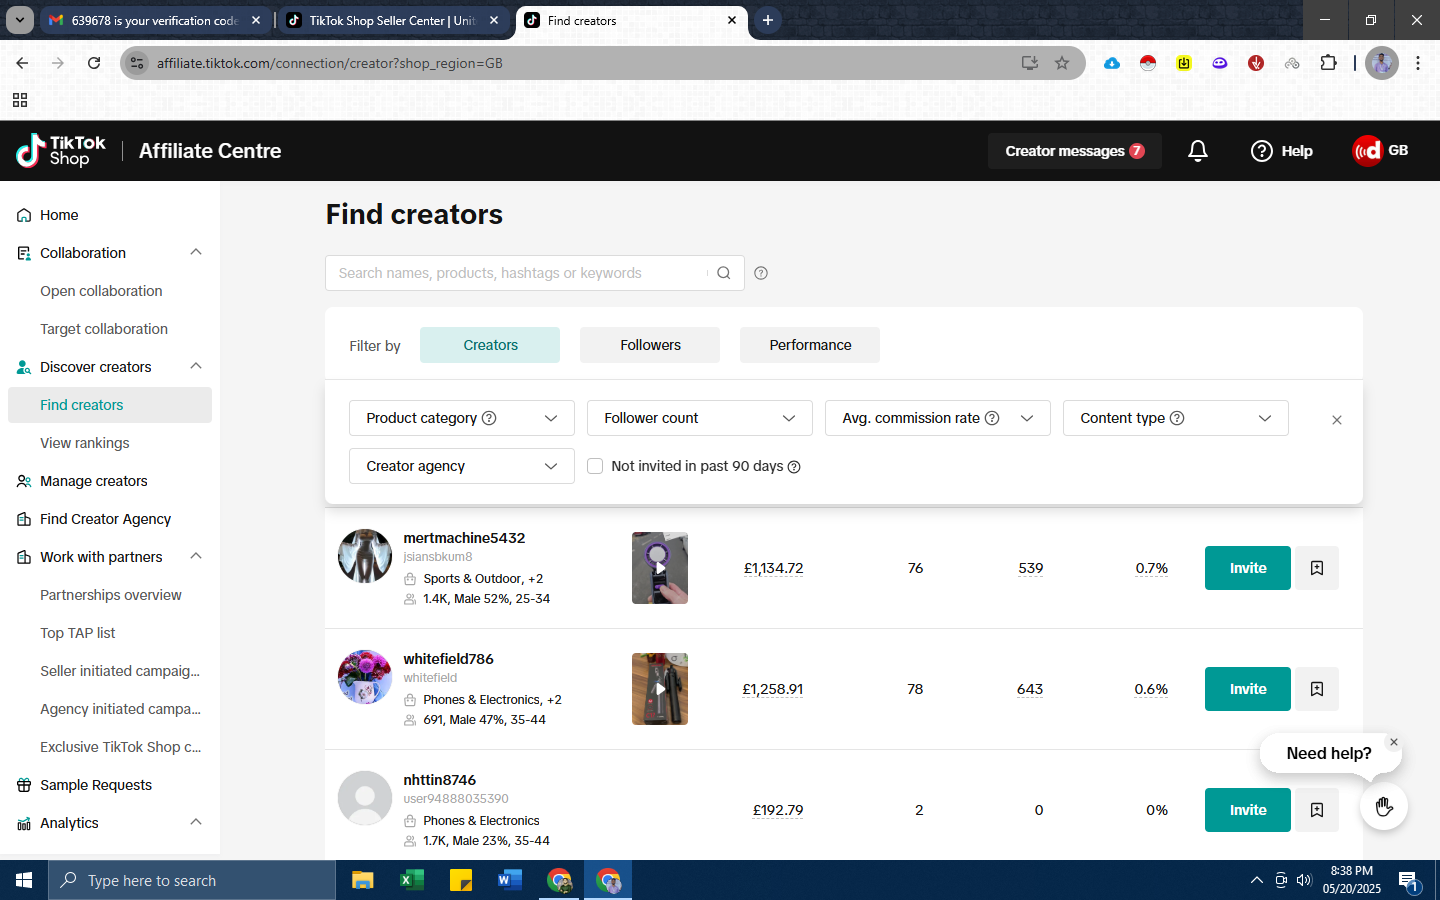 639678 is your verification code
TikTok Shop Seller Center | Unit
Find creators
affiliate.tiktok.com/connection/creator?shop_region=GB
TikTok Shop
Affiliate Centre
Creator messages 7
Help
GB
Home
Collaboration
Open collaboration
Target collaboration
Discover creators
Find creators
View rankings
Manage creators
Find Creator Agency
Work with partners
Partnerships overview
Top TAP list
Seller initiated campaig...
Agency initiated campa...
Exclusive TikTok Shop c...
Sample Requests
Analytics
Find creators
Search names, products, hashtags or keywords
Filter by
Creators
Followers
Performance
Product category
Follower count
Avg. commission rate
Content type
Creator agency
Not invited in past 90 days
mertmachine5432
jsiansbkum8
Sports & Outdoor, +2
1.4K, Male 52%, 25-34
£1,134.72
76
539
0.7%
Invite
whitefield786
whitefield
Phones & Electronics, +2
691, Male 47%, 35-44
£1,258.91
78
643
0.6%
Invite
nhttin8746
user94888035390
Phones & Electronics
1.7K, Male 23%, 35-44
£192.79
2
0
0%
Invite
Need help?
Type here to search
8:38 PM
05/20/2025
1